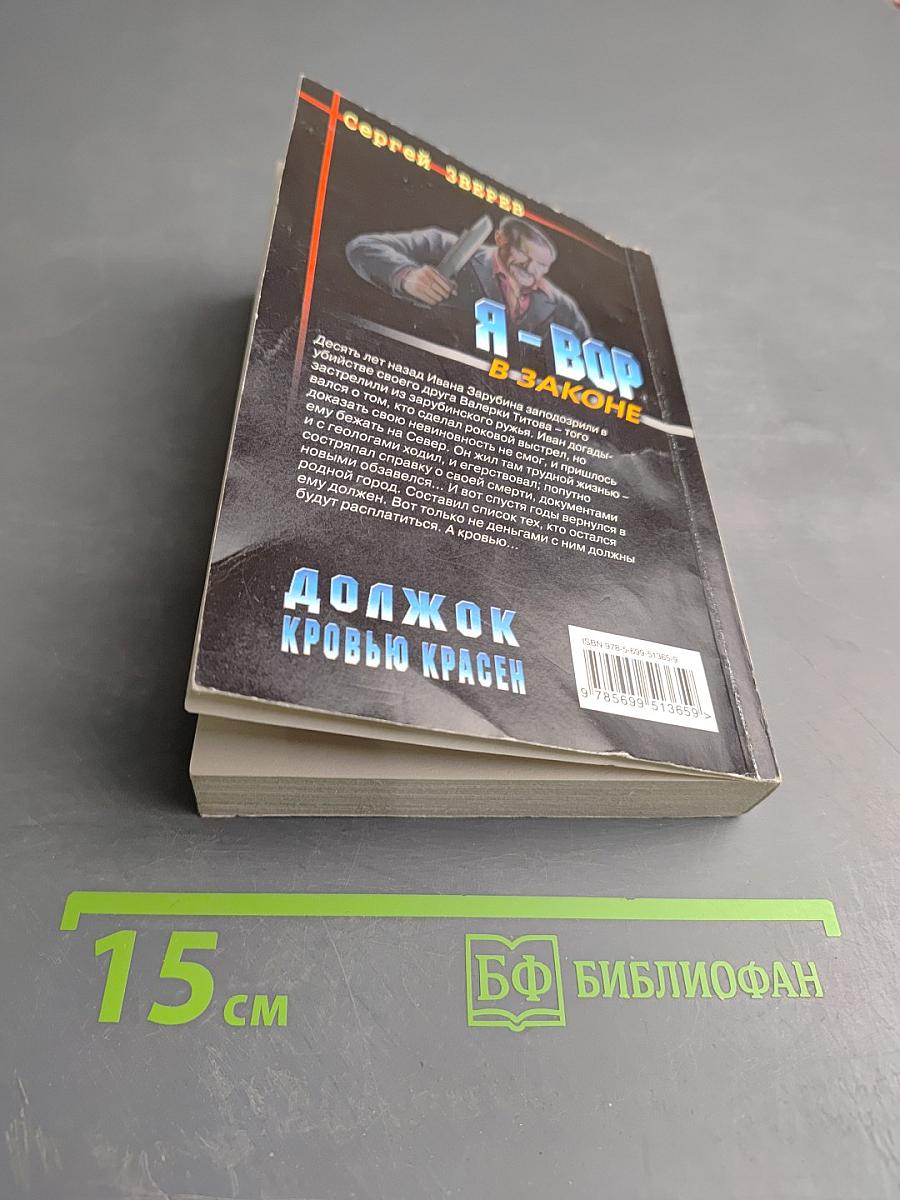 Сергей ЗВЕРЕВ
Я - ВОР
В ЗАКОНЕ
Десять лет назад Ивана Зарубина заподозрили в
убийстве своего друга Валерки Титова – того
застрелили из зарубинского ружья. Иван догады-
вался о том, кто сделал роковой выстрел, но
доказать свою невиновность не смог, и пришлось
ему бежать на Север. Он жил там трудной жизнью –
и с геологами ходил, и егерствовал; попутно
состряпал справку о своей смерти, документами
новыми обзавелся... И вот спустя годы вернулся в
родной город. Составил список тех, кто остался
ему должен. Вот только не деньгами с ним должны
будут расплатиться. А кровью...
ДОЛЖОК
КРОВЬЮ КРАСЕН
ISBN 978-5-699-51365-9
9 785699 513659 >
15 см
БФ БИБЛИОФАН